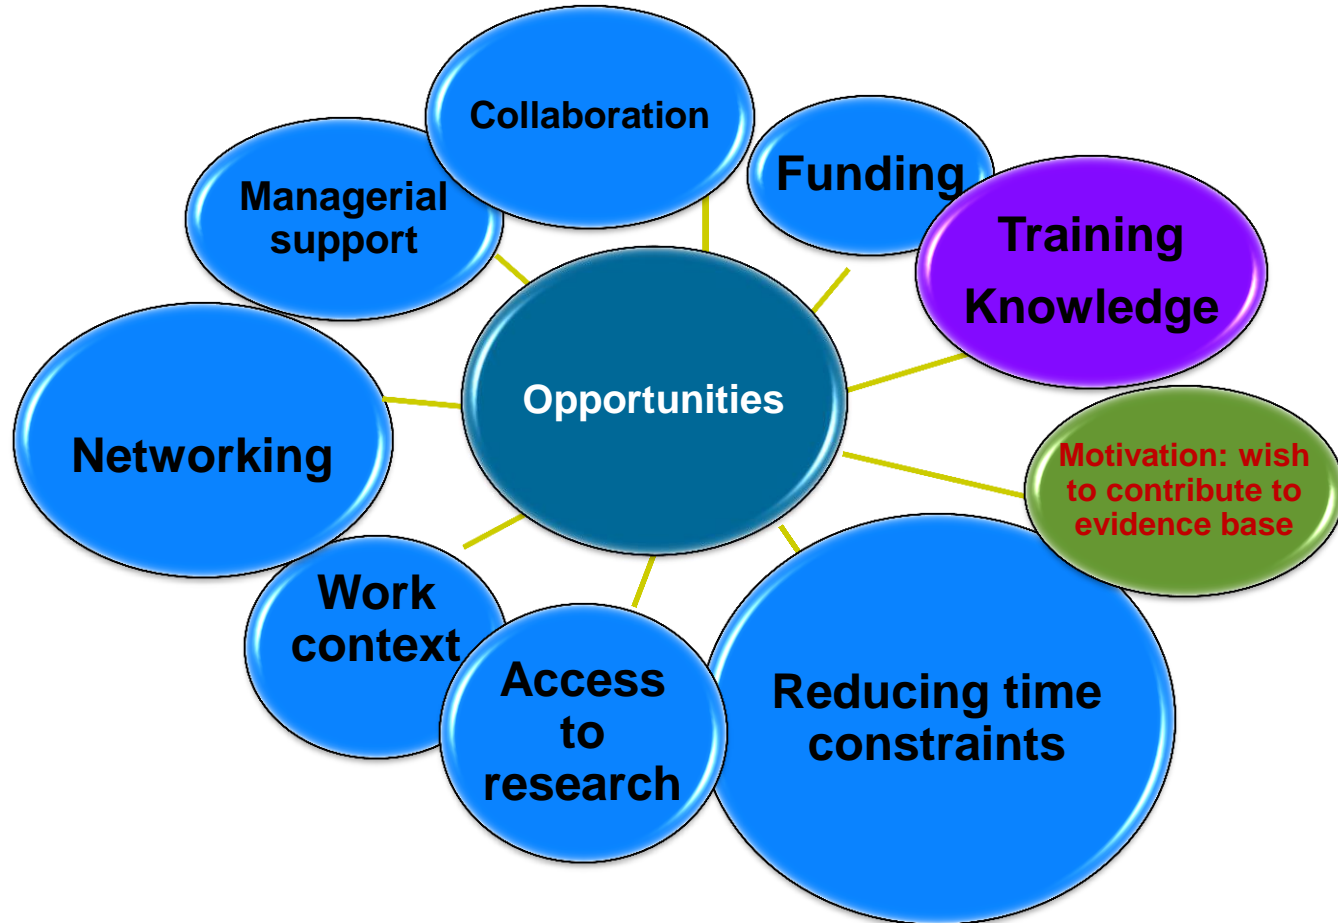 Collaboration
Funding
Managerial
support
Training
Knowledge
Opportunities
Networking
Motivation: wish
to contribute to
evidence base
Work
context
Access
to
research
Reducing time
constraints